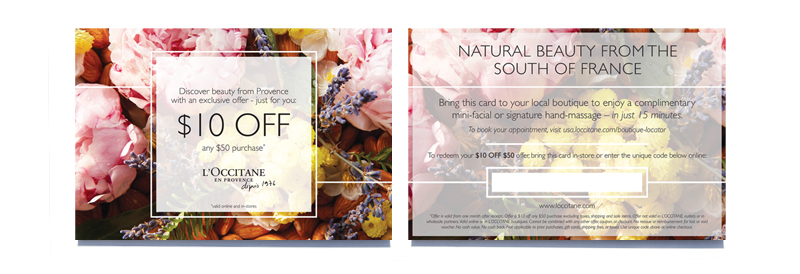 Discover beauty from Provence
with an exclusive offer - just for you:
$10 OFF
any $50 purchase*
L'OCCITANE
EN PROVENCE
depuis 1976
*valid online and in-stores
NATURAL BEAUTY FROM THE
SOUTH OF FRANCE
Bring this card to your local boutique to enjoy a complimentary
mini-facial or signature hand-massage – in just 15 minutes.
To book your appointment, visit usa.loccitane.com/boutique-locator
To redeem your $10 OFF $50 offer, bring this card in-store or enter the unique code below online:
www.loccitane.com